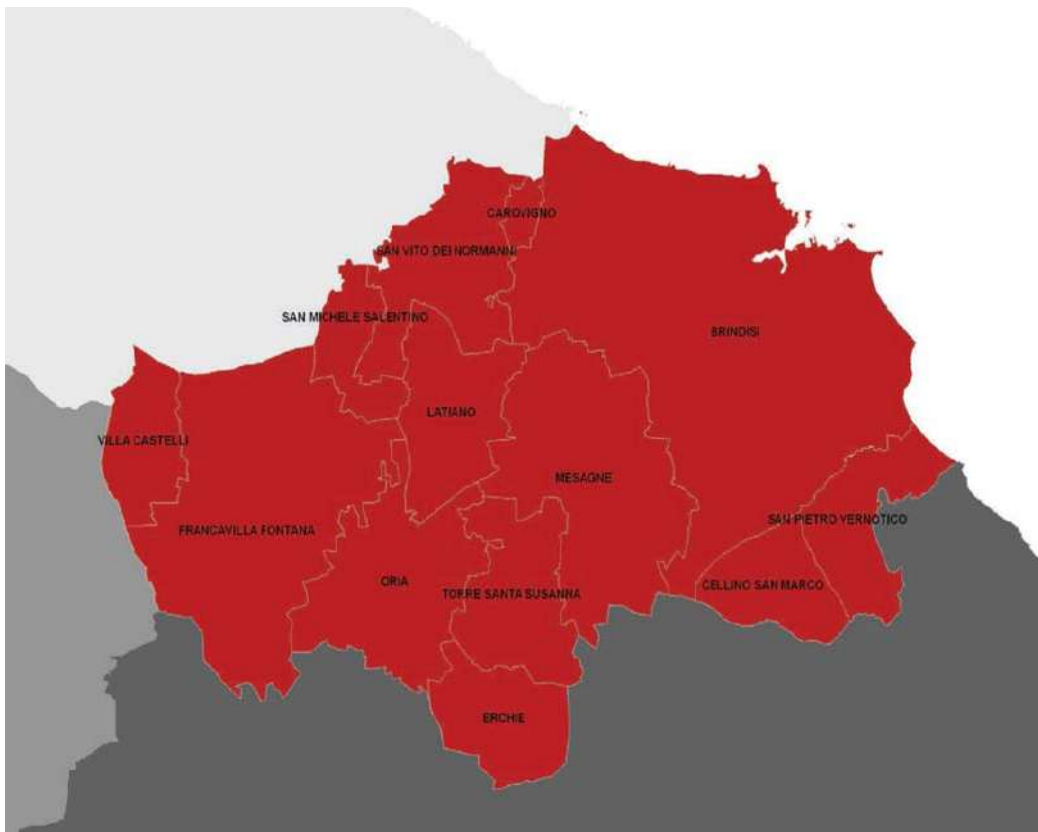 CAROVIGNO
SAN VITO DEI NORMANNI
SAN MICHELE SALENTINO
BRINDISI
LATIANO
VILLA CASTELLI
MESAGNE
SAN PIETRO VERNOTICO
FRANCAVILLA FONTANA
ORIA
CELLINO SAN MARCO
TORRE SANTA SUSANNA
ERCHIE